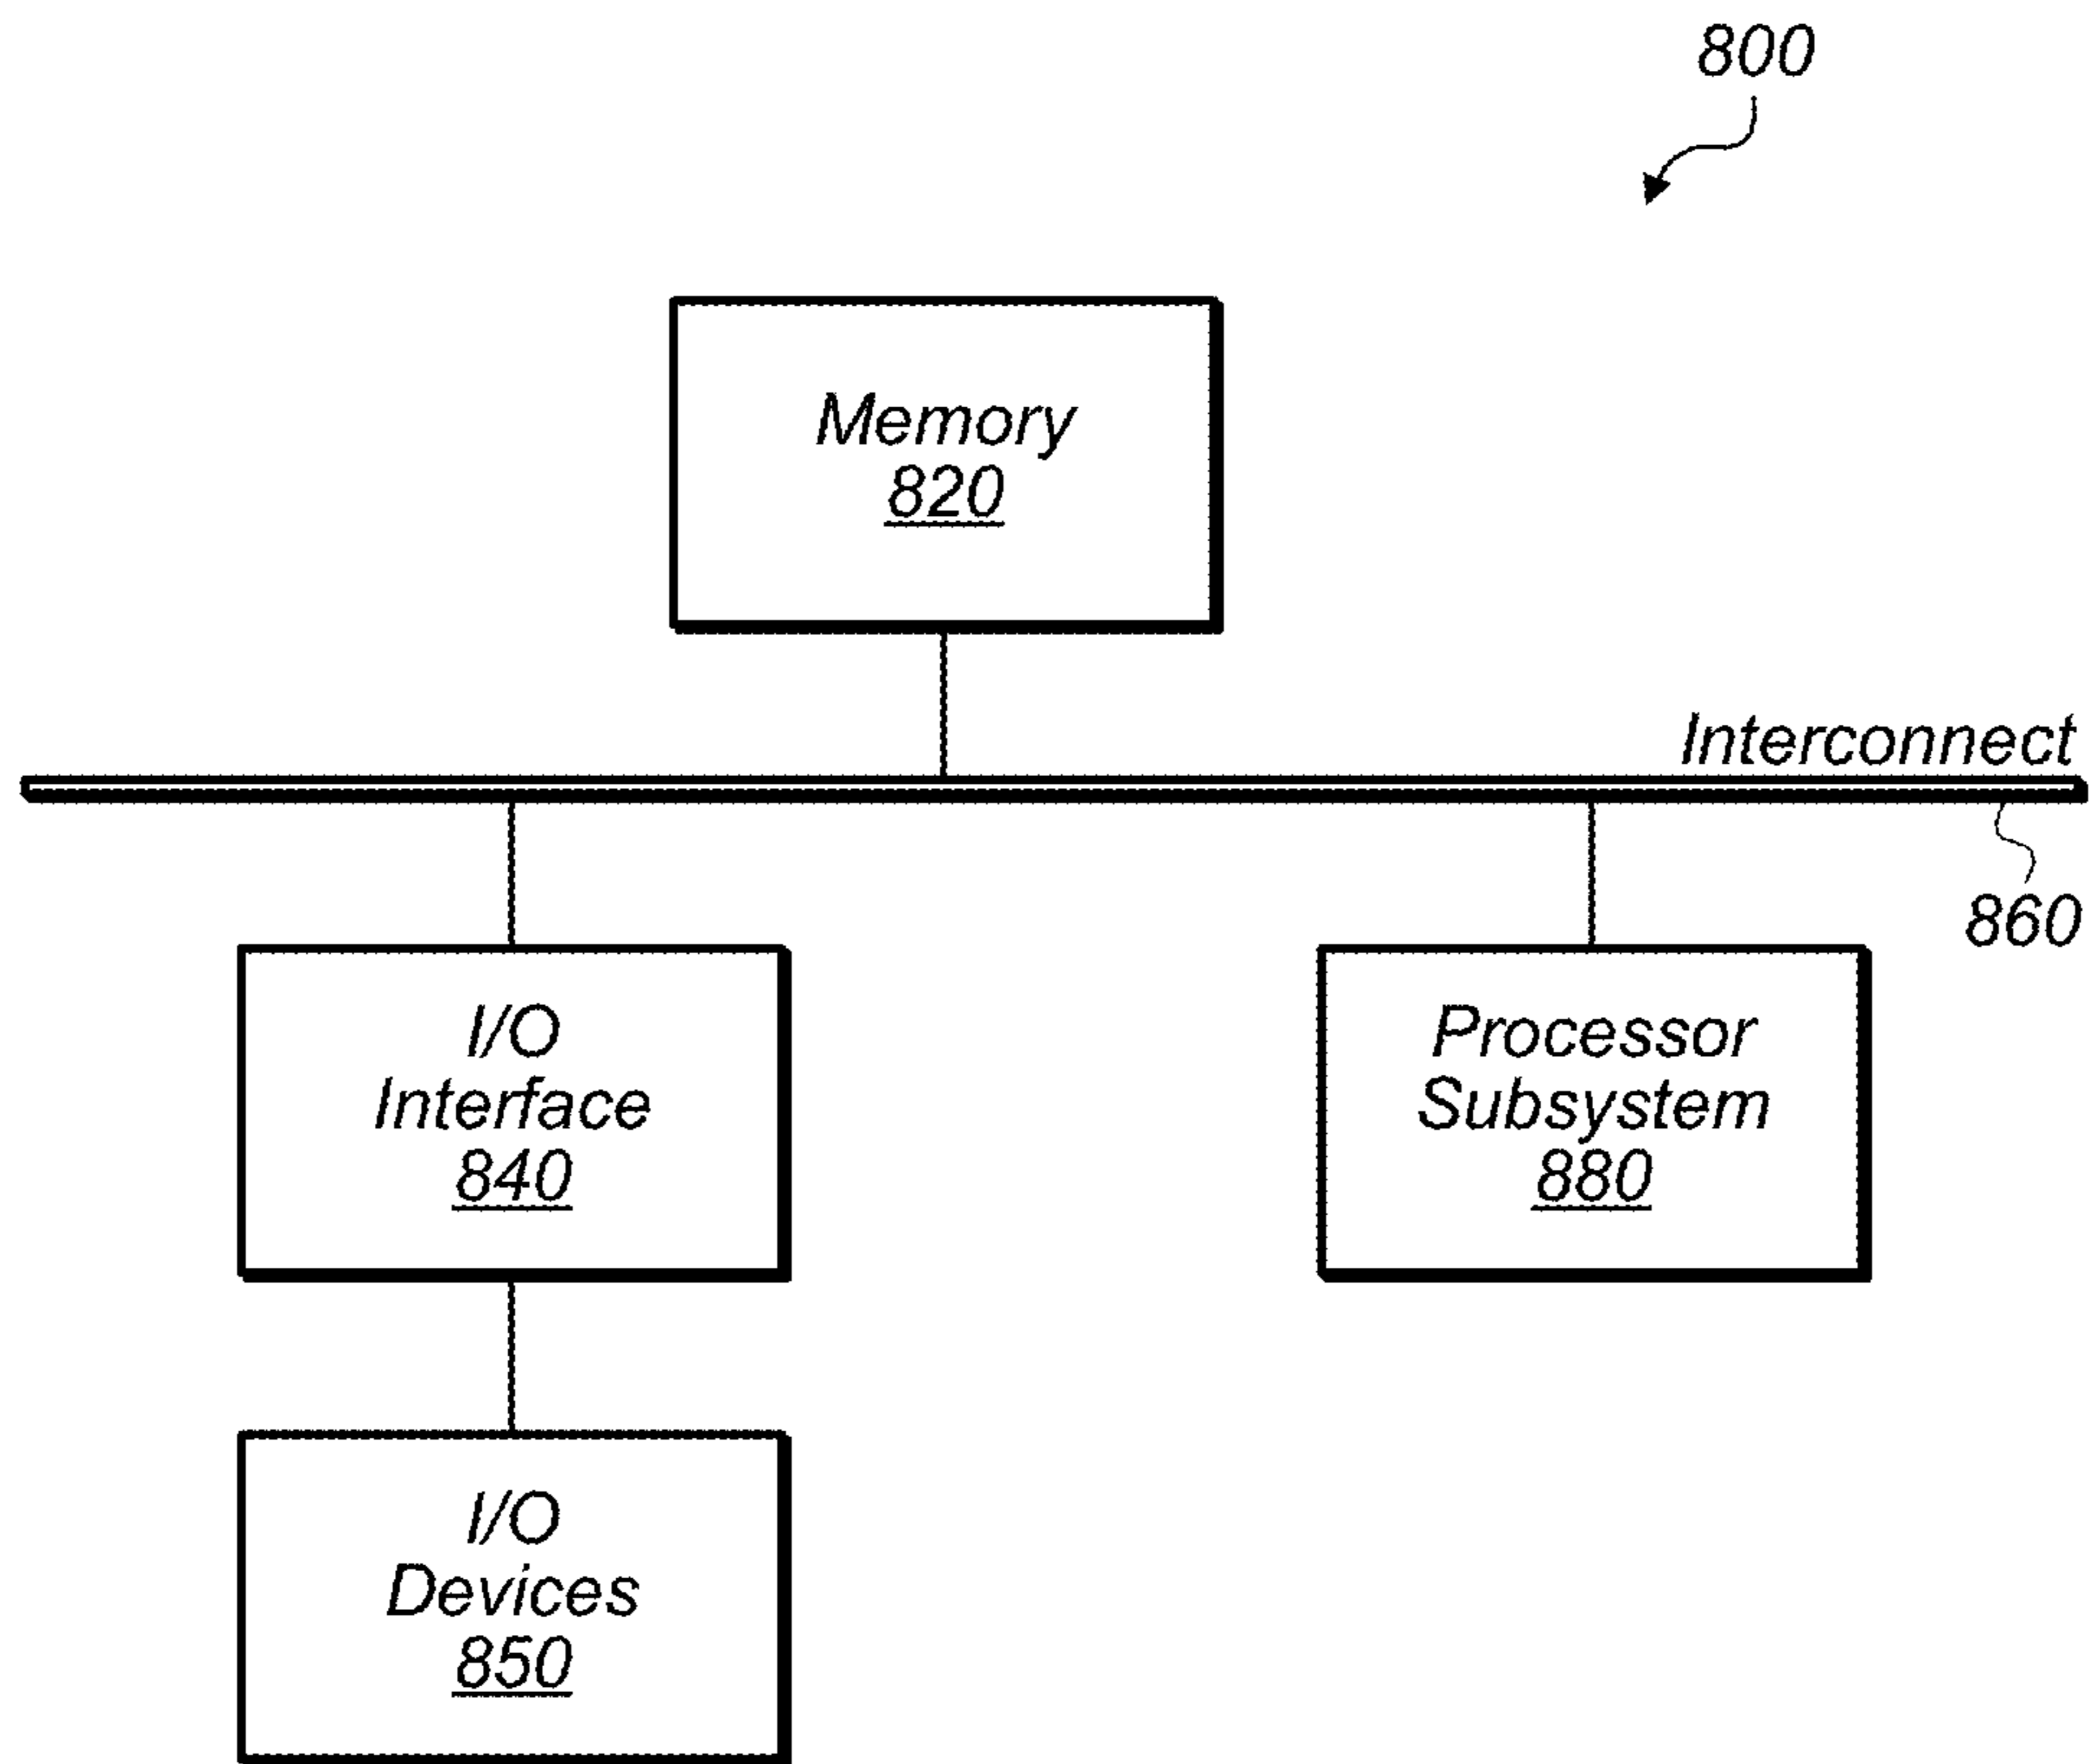 800
Memory
820
Interconnect
860
I/O
Interface
840
Processor
Subsystem
880
I/O
Devices
850